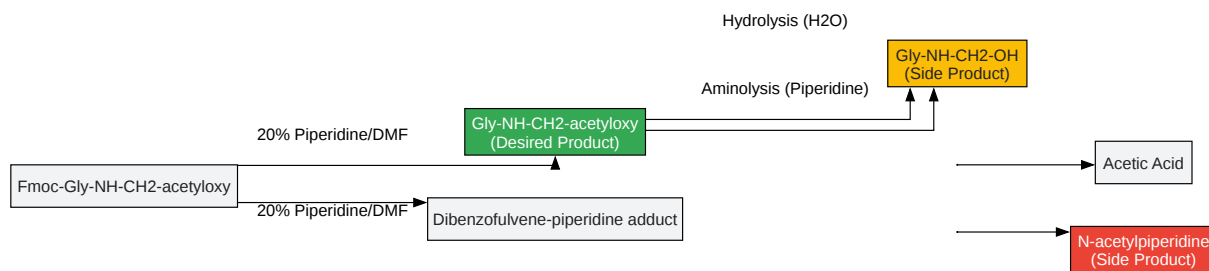 Hydrolysis (H2O)
Gly-NH-CH2-OH
(Side Product)
Aminolysis (Piperidine)
Gly-NH-CH2-acetyloxy
(Desired Product)
20% Piperidine/DMF
Acetic Acid
Fmoc-Gly-NH-CH2-acetyloxy
20% Piperidine/DMF
Dibenzofulvene-piperidine adduct
N-acetylpiperidine
(Side Product)